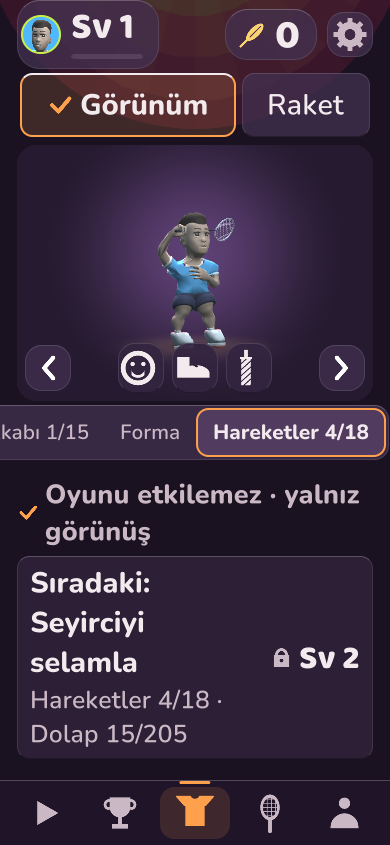 Sv 1
0
Görünüm
Raket
kabı 1/15
Forma
Hareketler 4/18
Oyunu etkilemez · yalnız
görünüş
Sıradaki:
Seyirciyi
selamla
Sv 2
Hareketler 4/18 ·
Dolap 15/205